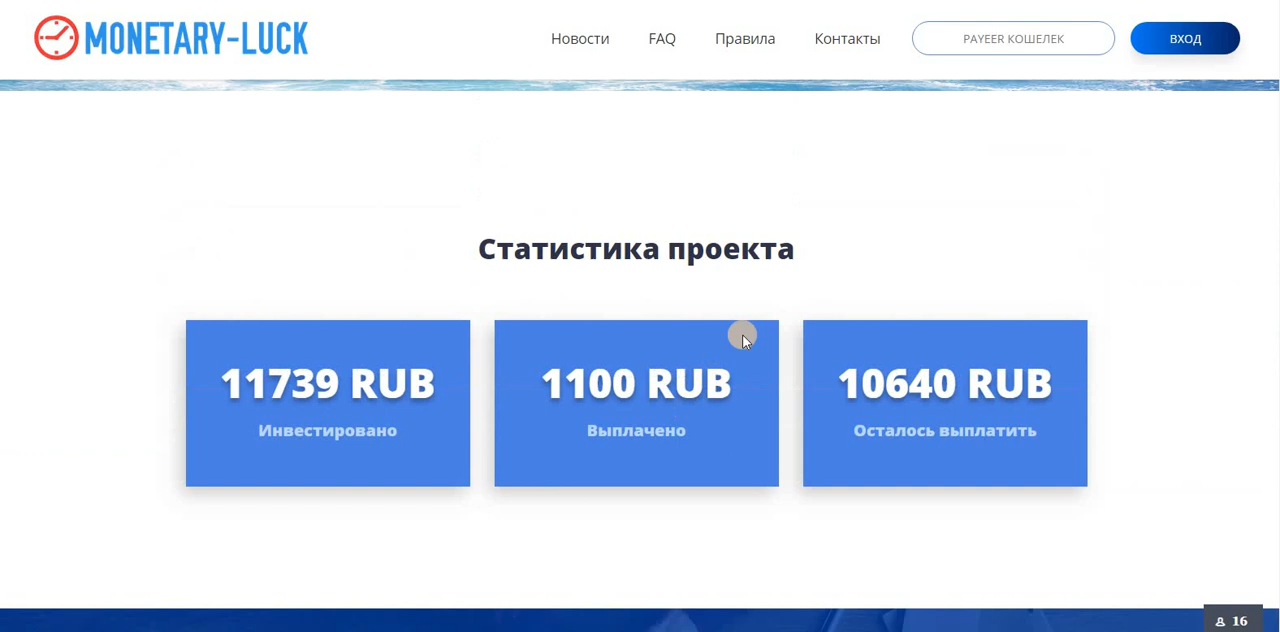 MONETARY-LUCK
Новости
FAQ
Правила
Контакты
PAYEER КОШЕЛЕК
ВХОД
Статистика проекта
11739 RUB
Инвестировано
1100 RUB
Выплачено
10640 RUB
Осталось выплатить
16